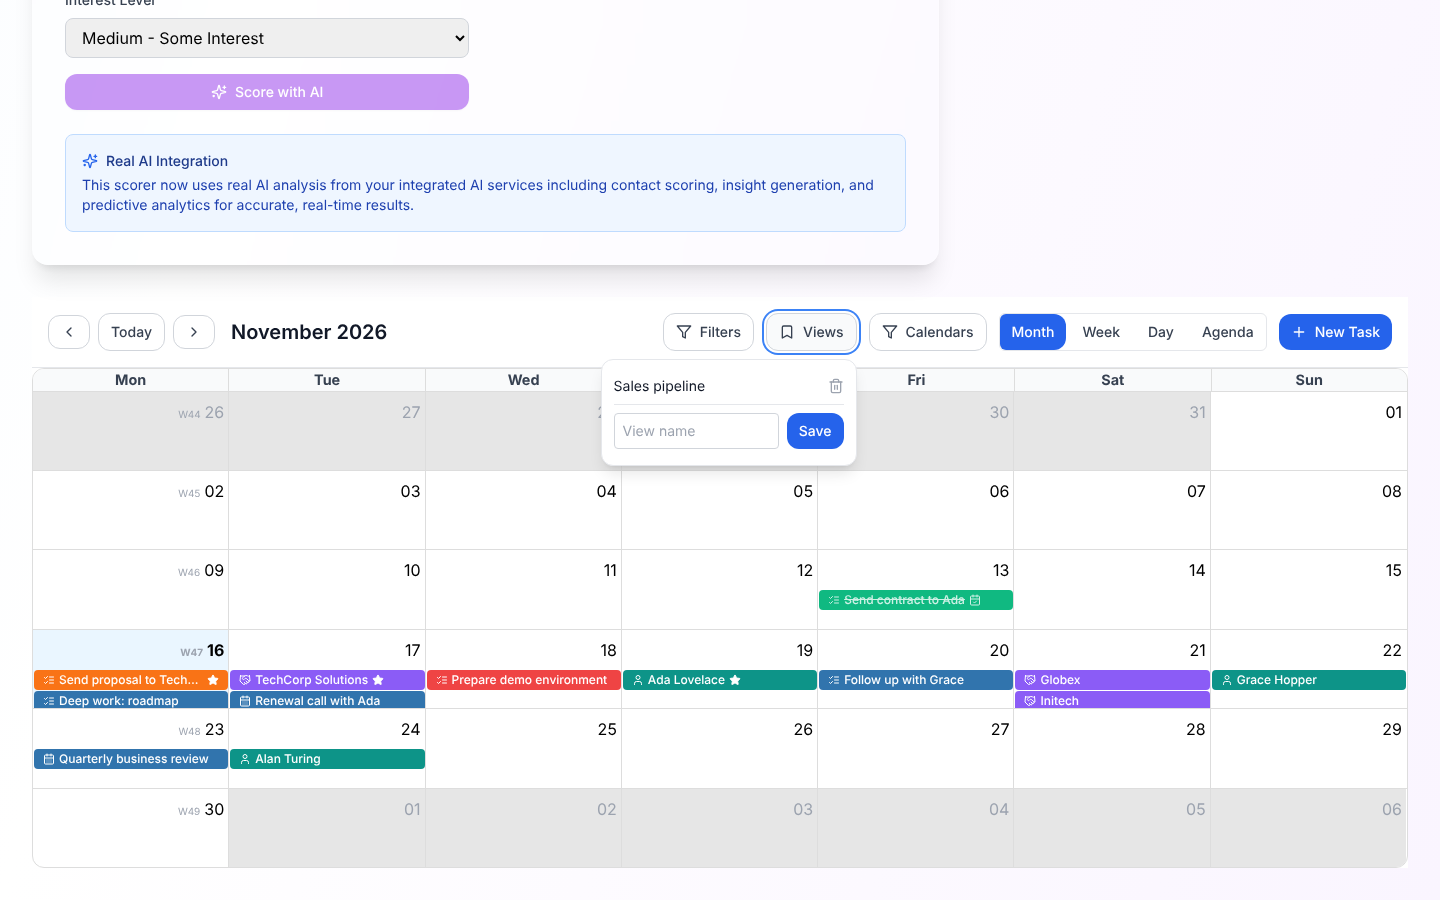 Interest Level
Medium - Some Interest
Score with AI
Real AI Integration
This scorer now uses real AI analysis from your integrated AI services including contact scoring, insight generation, and
predictive analytics for accurate, real-time results.
Today
November 2026
Filters
Views
Calendars
Month
Week
Day
Agenda
New Task
Sales pipeline
View name
Save
Mon
Tue
Wed
Fri
Sat
Sun
W44 26
27
30
31
01
W45 02
03
04
05
06
07
08
W46 09
10
11
12
13
14
15
Send contract to Ada
W47 16
17
18
19
20
21
22
Send proposal to Tech...
TechCorp Solutions
Prepare demo environment
Ada Lovelace
Follow up with Grace
Globex
Grace Hopper
Deep work: roadmap
Renewal call with Ada
Initech
W48 23
24
25
26
27
28
29
Quarterly business review
Alan Turing
W49 30
01
02
03
04
05
06